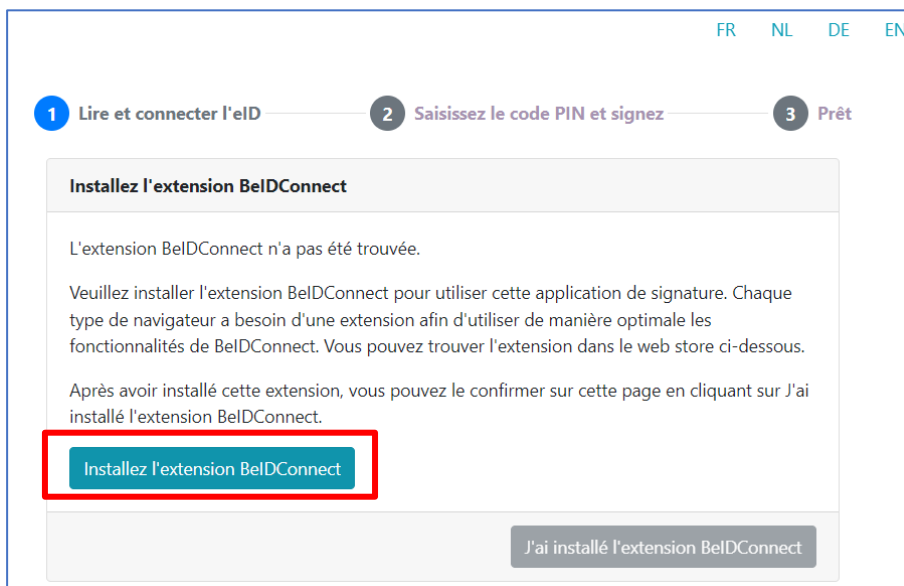 FR NL DE EN
1 Lire et connecter l'eID 2 Saisissez le code PIN et signez 3 Prêt
Installez l'extension BeIDConnect
L'extension BeIDConnect n'a pas été trouvée.
Veuillez installer l'extension BeIDConnect pour utiliser cette application de signature. Chaque
type de navigateur a besoin d'une extension afin d'utiliser de manière optimale les
fonctionnalités de BeIDConnect. Vous pouvez trouver l'extension dans le web store ci-dessous.
Après avoir installé cette extension, vous pouvez le confirmer sur cette page en cliquant sur J'ai
installé l'extension BeIDConnect.
Installez l'extension BeIDConnect
J'ai installé l'extension BeIDConnect